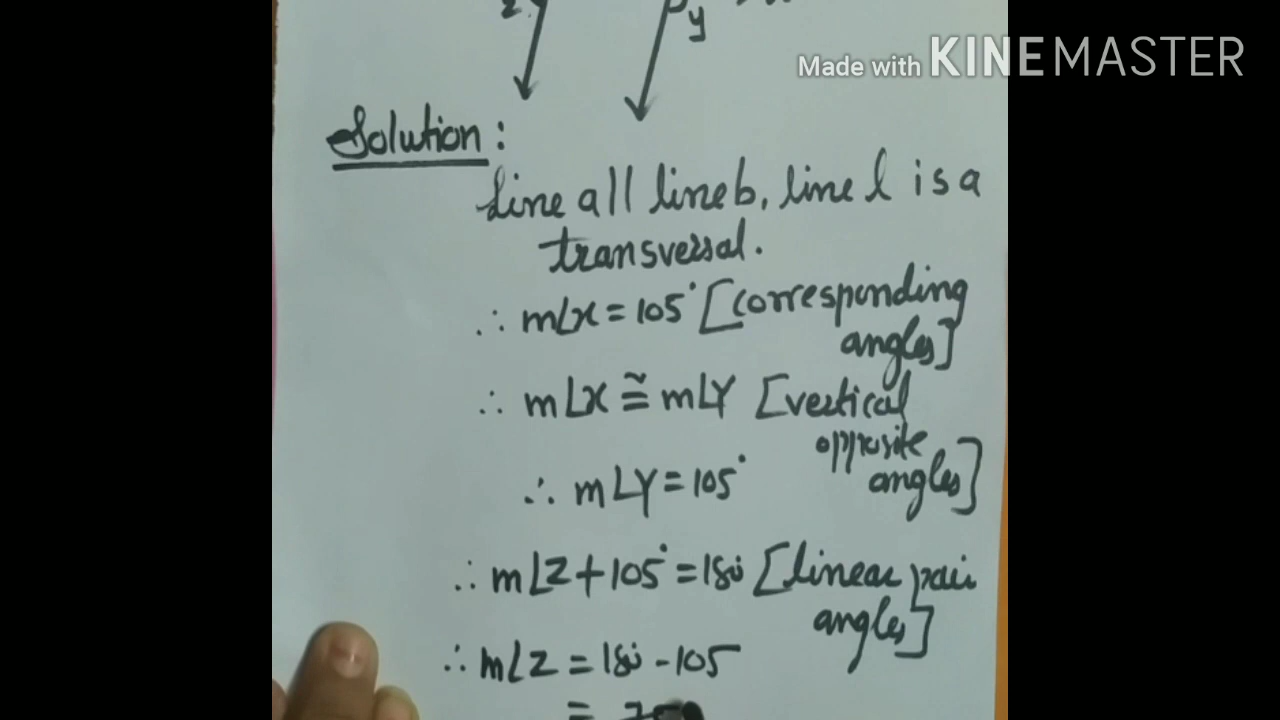 z
y
Made with KINEMASTER
Solution :
Line a || line b, line l is a
transversal.
∴ m∠x = 105° [corresponding
angles]
∴ m∠x ≅ m∠y [vertical
opposite
angles]
∴ m∠y = 105°
∴ m∠z + 105° = 180 [linear pair
angles]
∴ m∠z = 180 - 105
=